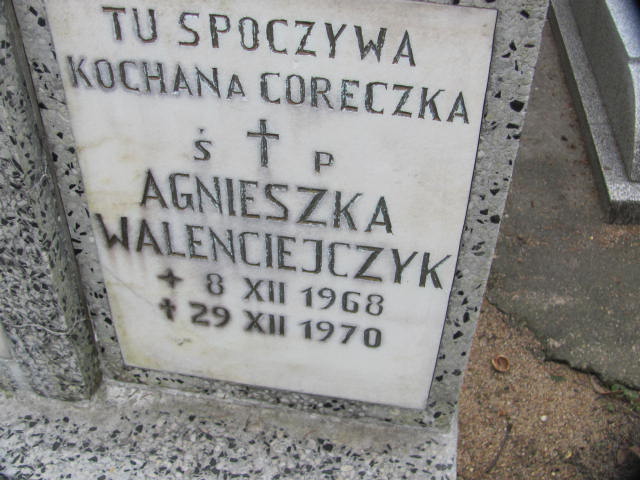 TU SPOCZYWA
KOCHANA CORECZKA
Ś † P
AGNIESZKA
WALENCIEJCZYK
+ 8 XII 1968
† 29 XII 1970